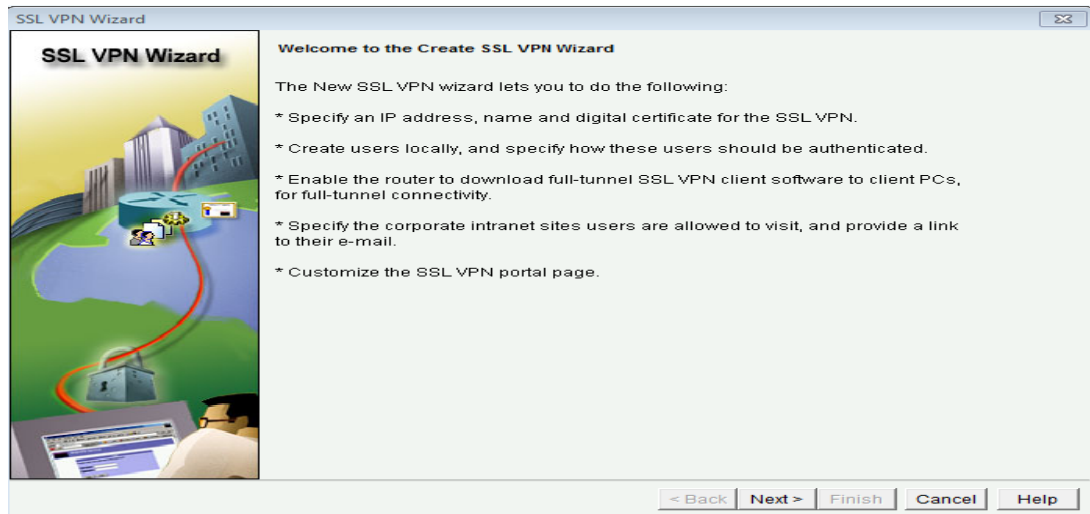 SSL VPN Wizard
SSL VPN Wizard
Welcome to the Create SSL VPN Wizard
The New SSL VPN wizard lets you to do the following:
* Specify an IP address, name and digital certificate for the SSL VPN.
* Create users locally, and specify how these users should be authenticated.
* Enable the router to download full-tunnel SSL VPN client software to client PCs,
for full-tunnel connectivity.
* Specify the corporate intranet sites users are allowed to visit, and provide a link
to their e-mail.
* Customize the SSL VPN portal page.
< Back Next > Finish Cancel Help